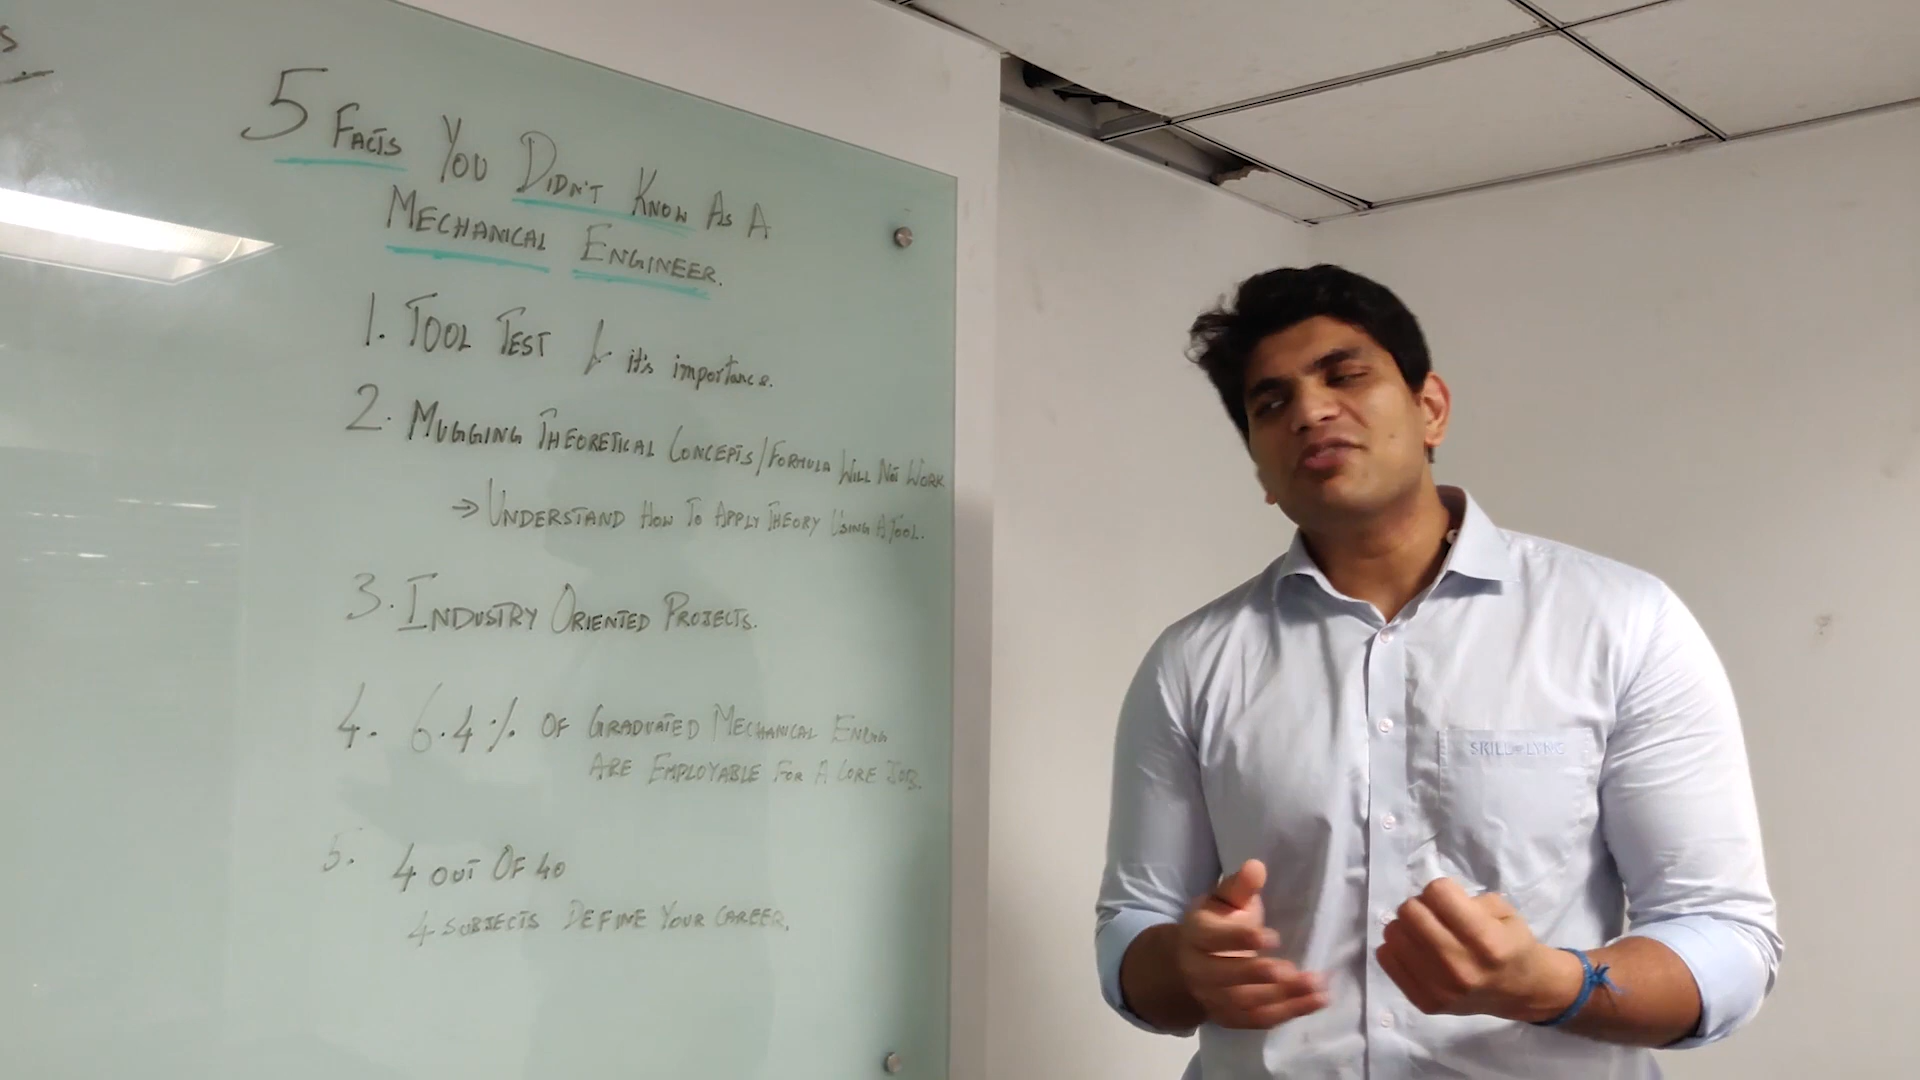 5 FACTS YOU DIDN'T KNOW AS A
MECHANICAL ENGINEER.
1. TOOL TEST & it's importance.
2. MUGGING THEORETICAL CONCEPTS/FORMULA WILL NOT WORK
→ UNDERSTAND HOW TO APPLY THEORY USING A TOOL.
3. INDUSTRY ORIENTED PROJECTS.
4. 6.4% OF GRADUATED MECHANICAL ENGG
ARE EMPLOYABLE FOR A CORE JOB.
5. 4 OUT OF 40
4 SUBJECTS DEFINE YOUR CAREER.
SKILL-LYNC